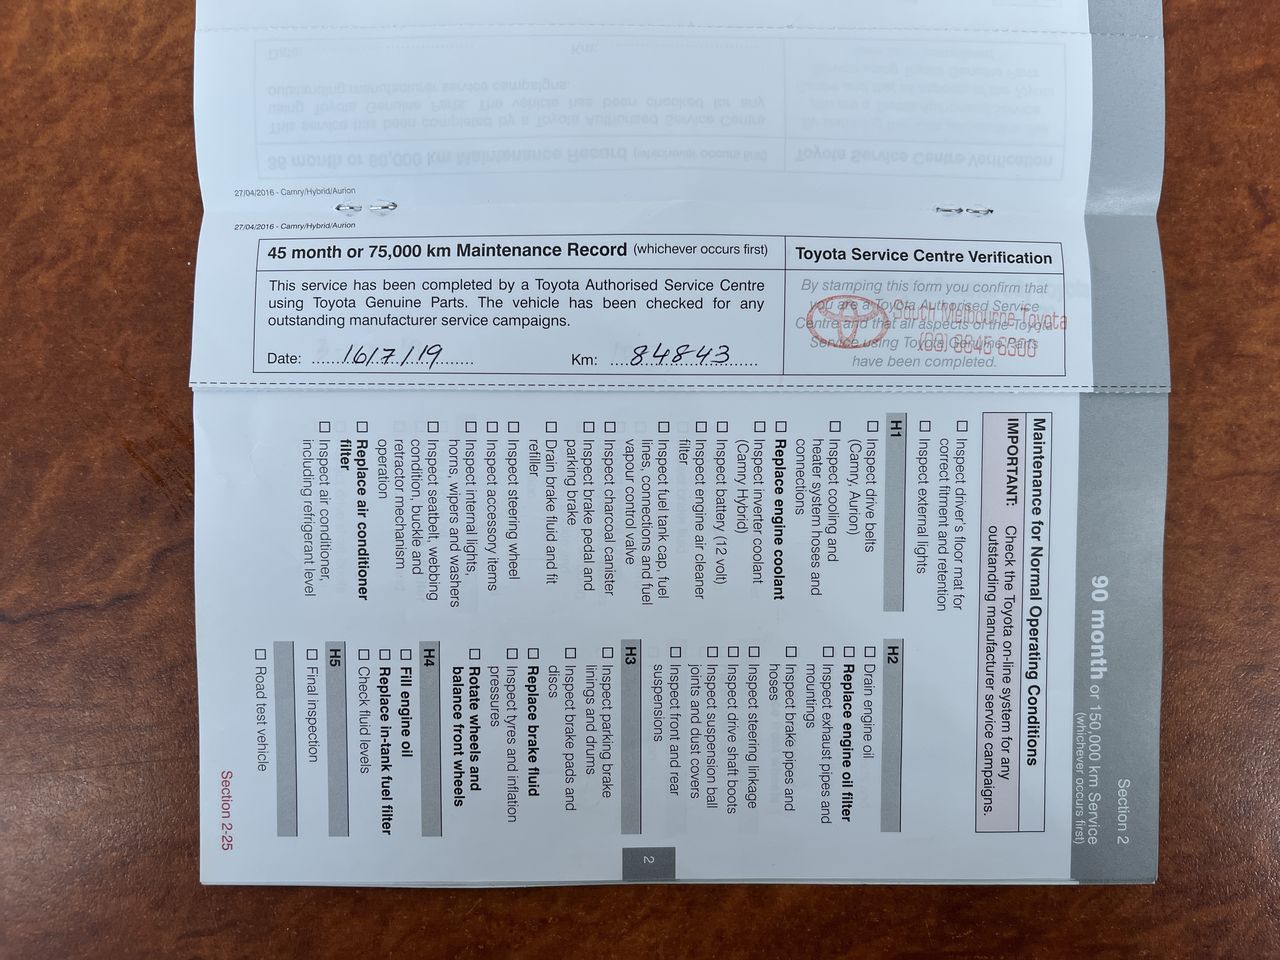 27/04/2016 - Camry/Hybrid/Aurion
27/04/2016 - Camry/Hybrid/Aurion
45 month or 75,000 km Maintenance Record (whichever occurs first)
This service has been completed by a Toyota Authorised Service Centre
using Toyota Genuine Parts. The vehicle has been checked for any
outstanding manufacturer service campaigns.
Date: 16/7/19
Km: 84843
Toyota Service Centre Verification
By stamping this form you confirm that
you are a Toyota Authorised Service
Centre and that all aspects of the Toyota
Service using Toyota Genuine Parts
have been completed.
South Melbourne Toyota
Section 2
90 month or 150,000 km Service
(whichever occurs first)
Maintenance for Normal Operating Conditions
IMPORTANT: Check the Toyota on-line system for any
outstanding manufacturer service campaigns.
☐ Inspect driver's floor mat for
correct fitment and retention
☐ Inspect external lights
H1
☐ Inspect drive belts
(Camry, Aurion)
☐ Inspect cooling and
heater system hoses and
connections
☐ Replace engine coolant
☐ Inspect inverter coolant
(Camry Hybrid)
☐ Inspect battery (12 volt)
☐ Inspect engine air cleaner
filter
☐ Inspect fuel tank cap, fuel
lines, connections and fuel
vapour control valve
☐ Inspect charcoal canister
☐ Inspect brake pedal and
parking brake
☐ Drain brake fluid and fit
refiller
☐ Inspect steering wheel
☐ Inspect accessory items
☐ Inspect internal lights,
horns, wipers and washers
☐ Inspect seatbelt, webbing
condition, buckle and
retractor mechanism
operation
☐ Replace air conditioner
filter
☐ Inspect air conditioner,
including refrigerant level
H2
☐ Drain engine oil
☐ Replace engine oil filter
☐ Inspect exhaust pipes and
mountings
☐ Inspect brake pipes and
hoses
☐ Inspect steering linkage
☐ Inspect drive shaft boots
☐ Inspect suspension ball
joints and dust covers
☐ Inspect front and rear
suspensions
H3
☐ Inspect parking brake
linings and drums
☐ Inspect brake pads and
discs
☐ Replace brake fluid
☐ Inspect tyres and inflation
pressures
☐ Rotate wheels and
balance front wheels
H4
☐ Fill engine oil
☐ Replace in-tank fuel filter
☐ Check fluid levels
H5
☐ Final inspection
☐ Road test vehicle
2
Section 2-25